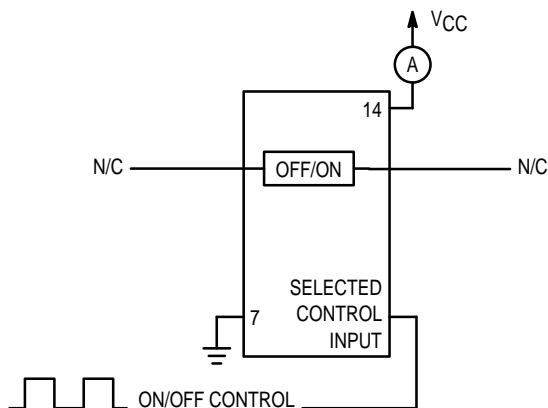 VCC
A
14
N/C
OFF/ON
N/C
SELECTED
CONTROL
INPUT
7
ON/OFF CONTROL